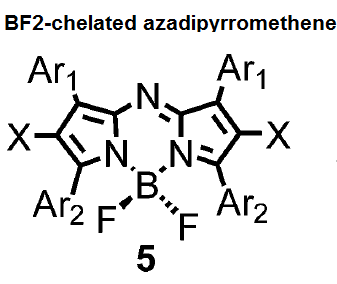 BF2-chelated azadipyrromethene
Ar1 Ar1
N
X X
N N
B
Ar2 Ar2
F F
5